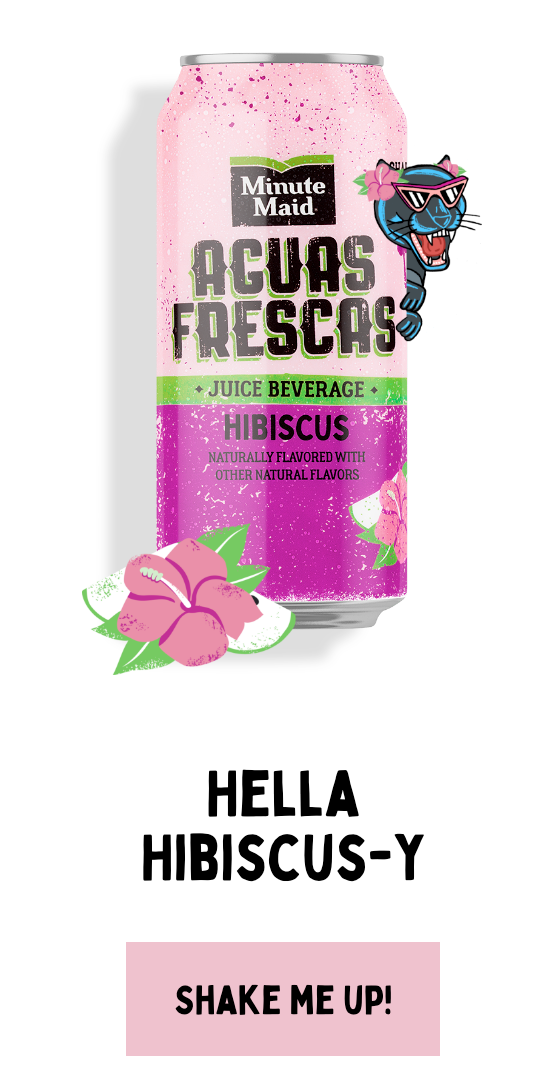 Minute
Maid
AGUAS
FRESCAS
JUICE BEVERAGE
HIBISCUS
NATURALLY FLAVORED WITH
OTHER NATURAL FLAVORS
HELLA
HIBISCUS-Y
SHAKE ME UP!